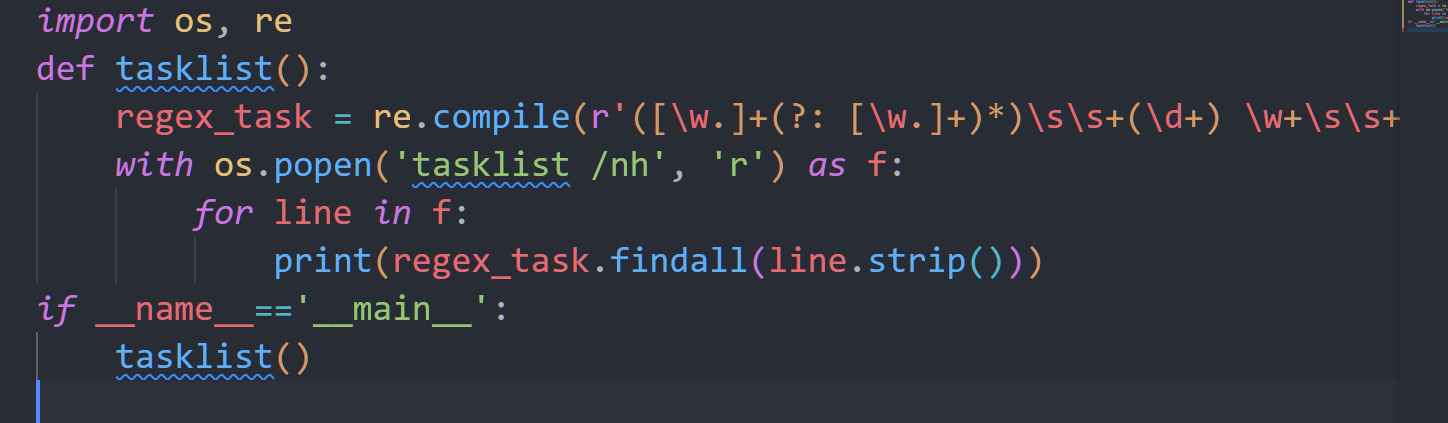 import os, re
def tasklist():
    regex_task = re.compile(r'([\w.]+(?: [\w.]+)*)\s\s+(\d+) \w+\s\s+
    with os.popen('tasklist /nh', 'r') as f:
        for line in f:
            print(regex_task.findall(line.strip()))
if __name__=='__main__':
    tasklist()